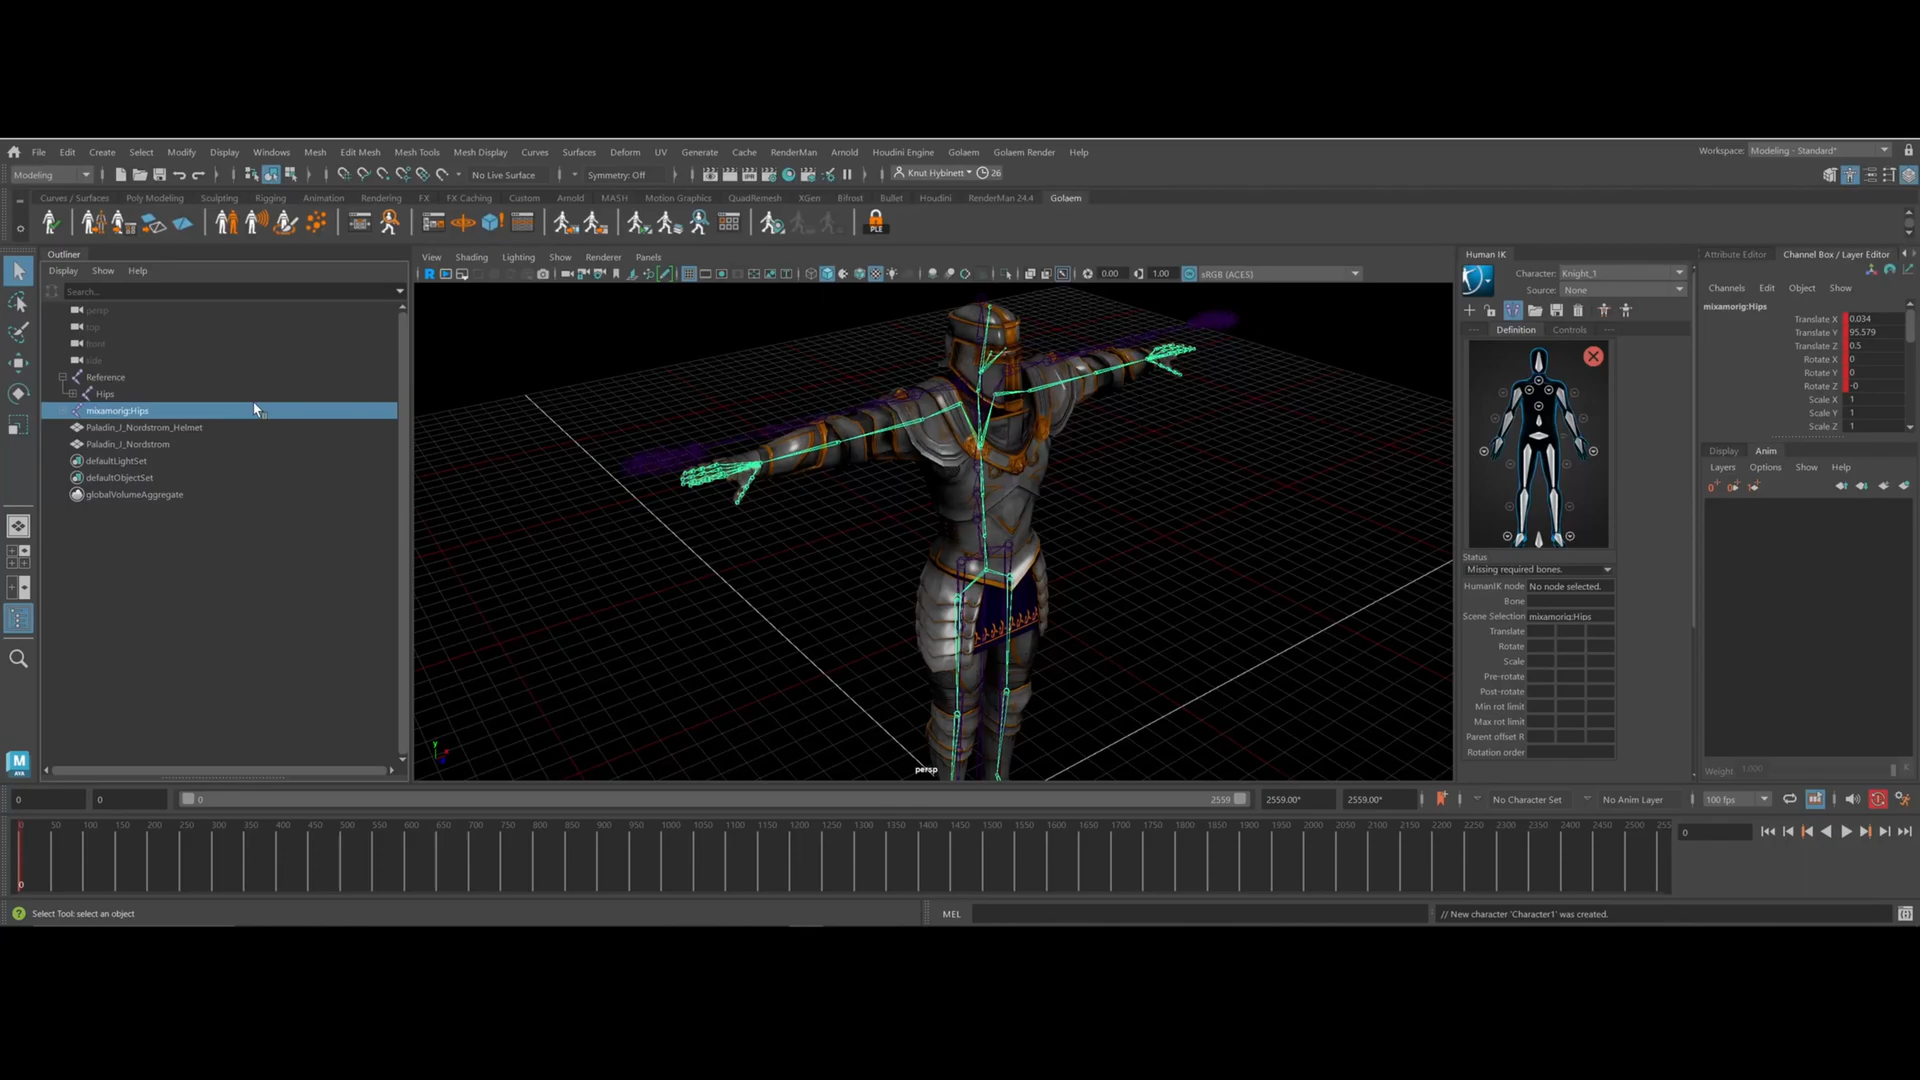 File Edit Create Select Modify Display Windows Mesh Edit Mesh Mesh Tools Mesh Display Curves Surfaces Deform UV Generate Cache RenderMan Arnold Houdini Engine Golaem Golaem Render Help
Workspace: Modeling - Standard*
Modeling
No Live Surface
Symmetry: Off
Knut Hybinett
26
Curves / Surfaces Poly Modeling Sculpting Rigging Animation Rendering FX FX Caching Custom Arnold MASH Motion Graphics QuadRemesh XGen Bifrost Bullet Houdini RenderMan 24.4 Golaem
PLE
Outliner
Display Show Help
Search...
persp
top
front
side
Reference
Hips
mixamorig:Hips
Paladin_J_Nordstrom_Helmet
Paladin_J_Nordstrom
defaultLightSet
defaultObjectSet
globalVolumeAggregate
View Shading Lighting Show Renderer Panels
0.00
1.00
sRGB (ACES)
persp
Human IK
Character: Knight_1
Source: None
Definition Controls
Status
Missing required bones.
HumanIK node No node selected.
Bone
Scene Selection mixamorig:Hips
Translate
Rotate
Scale
Pre-rotate
Post-rotate
Min rot limit
Max rot limit
Parent offset R
Rotation order
Attribute Editor Channel Box / Layer Editor
Channels Edit Object Show
mixamorig:Hips
Translate X 0.034
Translate Y 95.579
Translate Z 0.5
Rotate X 0
Rotate Y 0
Rotate Z -0
Scale X 1
Scale Y 1
Scale Z 1
Display Anim
Layers Options Show Help
Weight 1.000
0
0
0
2559
2559.00*
2559.00*
No Character Set
No Anim Layer
100 fps
0 50 100 150 200 250 300 350 400 450 500 550 600 650 700 750 800 850 900 950 1000 1050 1100 1150 1200 1250 1300 1350 1400 1450 1500 1550 1600 1650 1700 1750 1800 1850 1900 1950 2000 2050 2100 2150 2200 2250 2300 2350 2400 2450 2500 255
0
0
Select Tool: select an object
MEL
// New character 'Character1' was created.